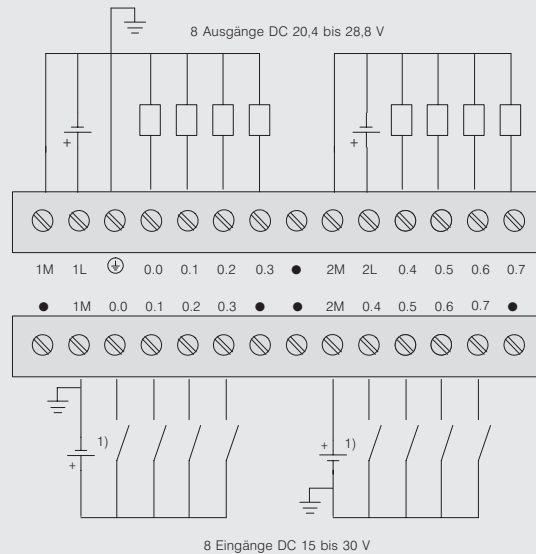 8 Ausgänge DC 20,4 bis 28,8 V
+ +
1M 1L 0.0 0.1 0.2 0.3 ● 2M 2L 0.4 0.5 0.6 0.7
● 1M 0.0 0.1 0.2 0.3 ● ● 2M 0.4 0.5 0.6 0.7 ●
1) + 1)
+
8 Eingänge DC 15 bis 30 V